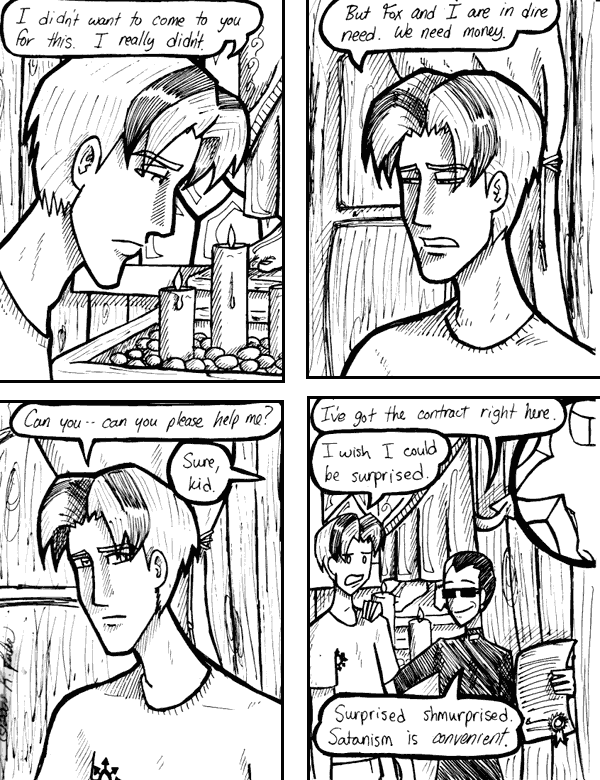 I didn't want to come to you
for this. I really didn't.
But Fox and I are in dire
need. We need money.
Can you-- can you please help me?
Sure,
kid.
I've got the contract right here.
I wish I could
be surprised.
Surprised shmurprised.
Satanism is convenient.